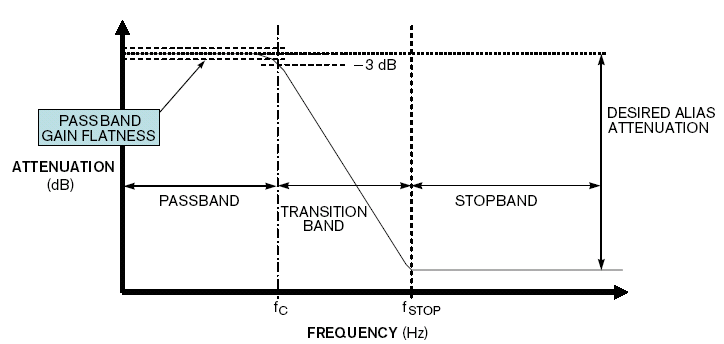 −3 dB
PASSBAND
GAIN FLATNESS
DESIRED ALIAS
ATTENUATION
ATTENUATION
(dB)
PASSBAND
TRANSITION
BAND
STOPBAND
fC
fSTOP
FREQUENCY (Hz)